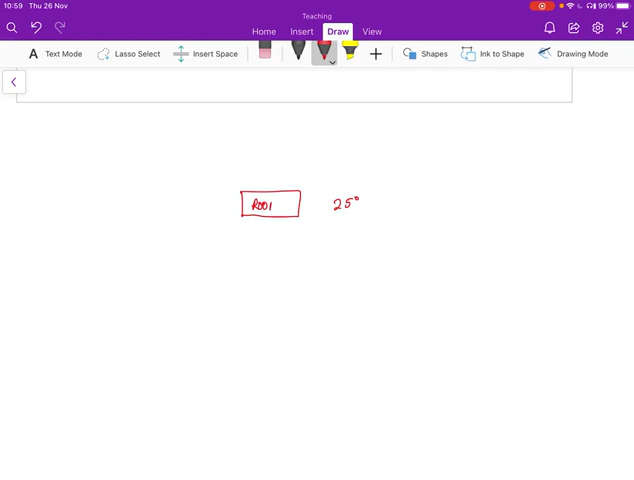 10:59 Thu 26 Nov
99%
Teaching
Home Insert Draw View
Text Mode Lasso Select Insert Space Shapes Ink to Shape Drawing Mode
R001 25°